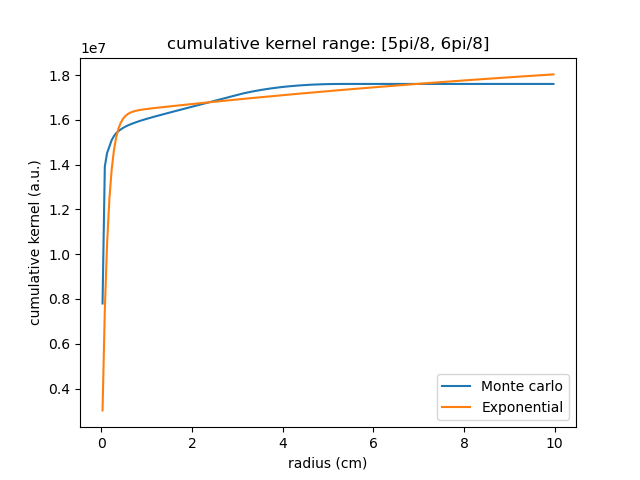 cumulative kernel range: [5pi/8, 6pi/8]
1e7
1.8
1.6
1.4
1.2
1.0
0.8
0.6
0.4
cumulative kernel (a.u.)
Monte carlo
Exponential
0 2 4 6 8 10
radius (cm)